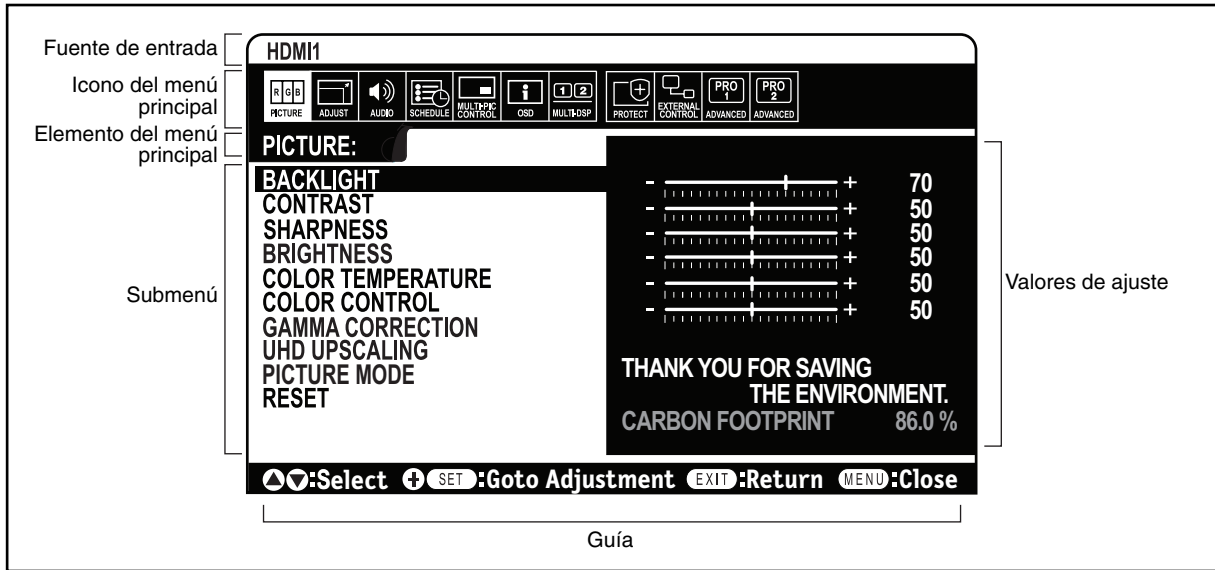 Fuente de entrada
HDMI1
Icono del menú
principal
R G B
PICTURE
ADJUST
AUDIO
SCHEDULE
MULTI-PIC
CONTROL
i
OSD
1 2
MULTI-DSP
PROTECT
EXTERNAL
CONTROL
PRO
1
ADVANCED
PRO
2
ADVANCED
Elemento del menú
principal
PICTURE:
Submenú
BACKLIGHT
CONTRAST
SHARPNESS
BRIGHTNESS
COLOR TEMPERATURE
COLOR CONTROL
GAMMA CORRECTION
UHD UPSCALING
PICTURE MODE
RESET
- + 70
- + 50
- + 50
- + 50
- + 50
- + 50
THANK YOU FOR SAVING
THE ENVIRONMENT.
CARBON FOOTPRINT 86.0 %
Valores de ajuste
:Select + SET :Goto Adjustment EXIT :Return MENU :Close
Guía